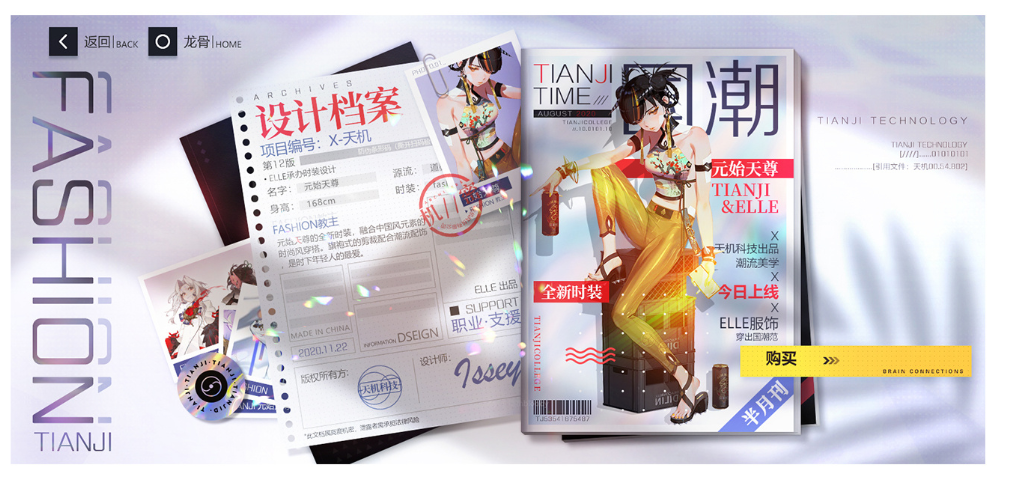 返回|BACK
龙骨|HOME
FASHION
TIANJI
ARCHIVES
设计档案
项目编号：X-天机
第12版
• ELLE承办时装设计
名字： 元始天尊
源流：
身高： 168cm
时装：
FASHION教主
元始天尊的全新时装，融合中国风元素的
时尚风穿搭。旗袍式的剪裁配合潮流配饰
，是时下年轻人的最爱。
ELLE 出品
MADE IN CHINA
2020.11.22
INFORMATION DSEIGN
SUPPORT
职业·支援
版权所有方：
天机科技
设计师：
Issey
TIANJI
TIME ///
国潮
AUGUST
TIANJICOLLEGE
元始天尊
TIANJI
&ELLE
X
天机科技出品
潮流美学
X
今日上线
X
ELLE服饰
穿出国潮范
全新时装
TIANJICOLLEGE
半月刊
TIANJI TECHNOLOGY
TIANJI TECHNOLOGY
[////]......01010101
购买
BRAIN CONNECTIONS